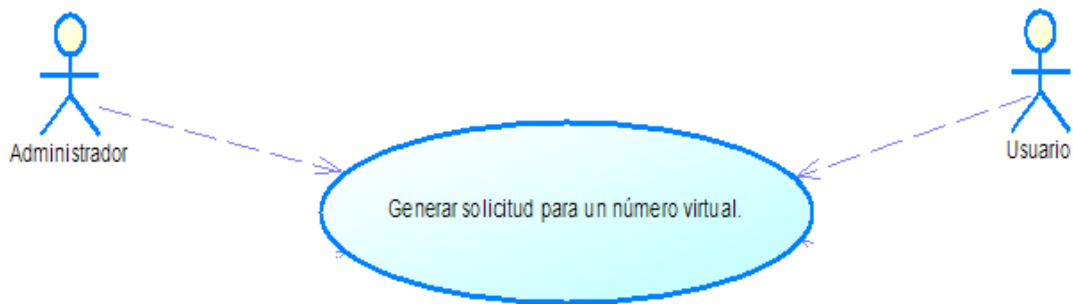 Administrador
Usuario
Generar solicitud para un número virtual.